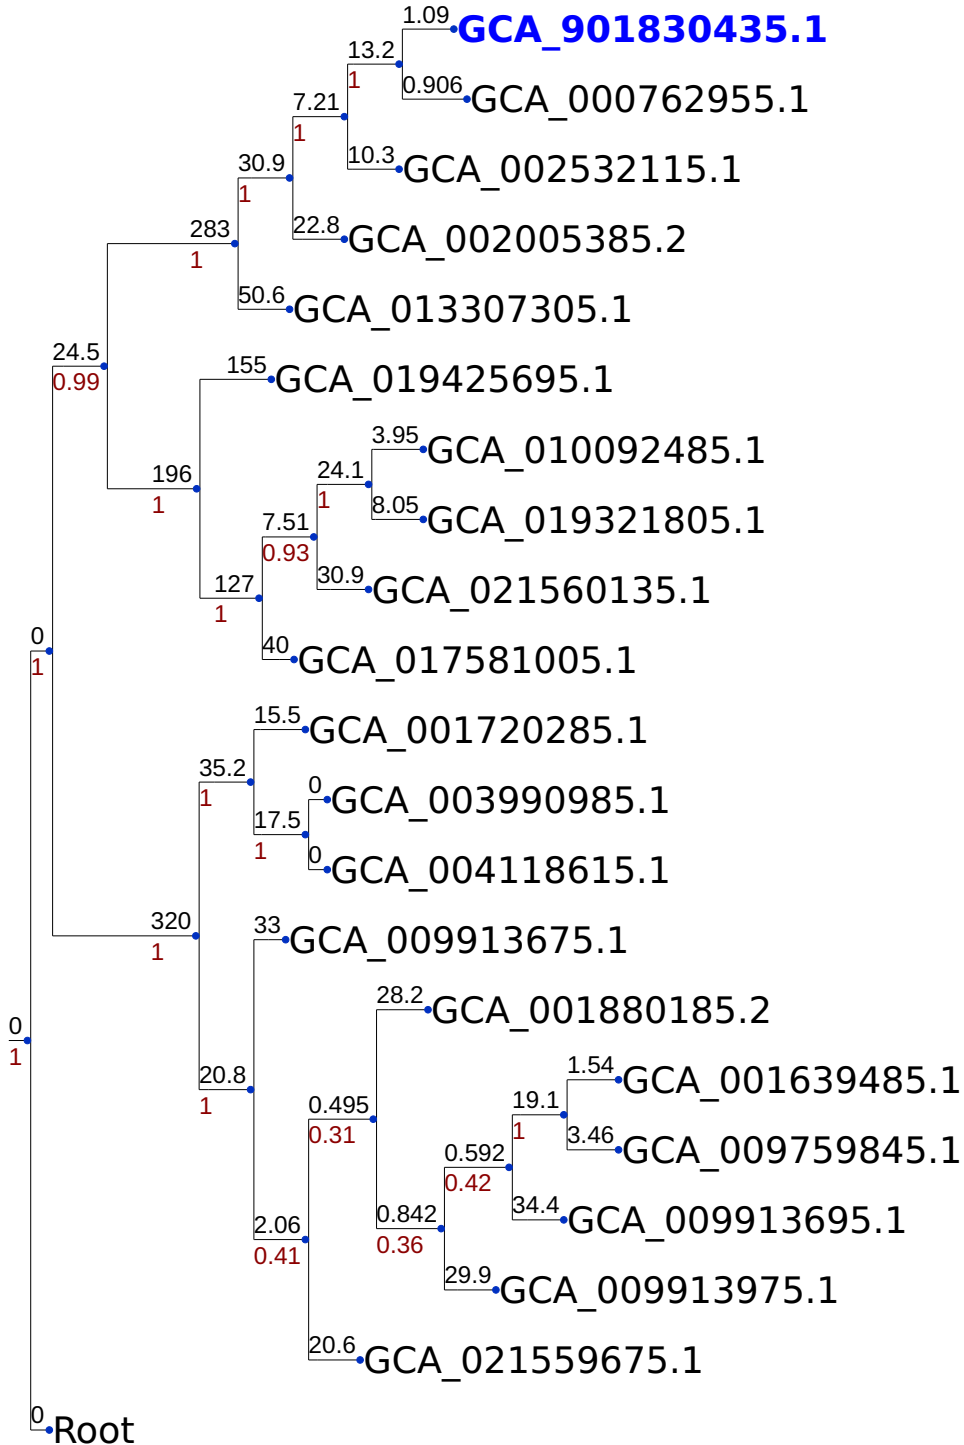 1.09
GCA_901830435.1
13.2
1
0.906
GCA_000762955.1
7.21
1
10.3
GCA_002532115.1
30.9
1
22.8
GCA_002005385.2
283
1
50.6
GCA_013307305.1
24.5
0.99
155
GCA_019425695.1
3.95
GCA_010092485.1
24.1
1
196
1
8.05
GCA_019321805.1
7.51
0.93
30.9
GCA_021560135.1
127
1
40
GCA_017581005.1
0
1
15.5
GCA_001720285.1
35.2
1
0
GCA_003990985.1
17.5
1
0
GCA_004118615.1
320
1
33
GCA_009913675.1
28.2
GCA_001880185.2
0
1
1.54
GCA_001639485.1
20.8
1
0.495
0.31
19.1
1
3.46
GCA_009759845.1
0.592
0.42
34.4
GCA_009913695.1
2.06
0.41
0.842
0.36
29.9
GCA_009913975.1
20.6
GCA_021559675.1
0
Root